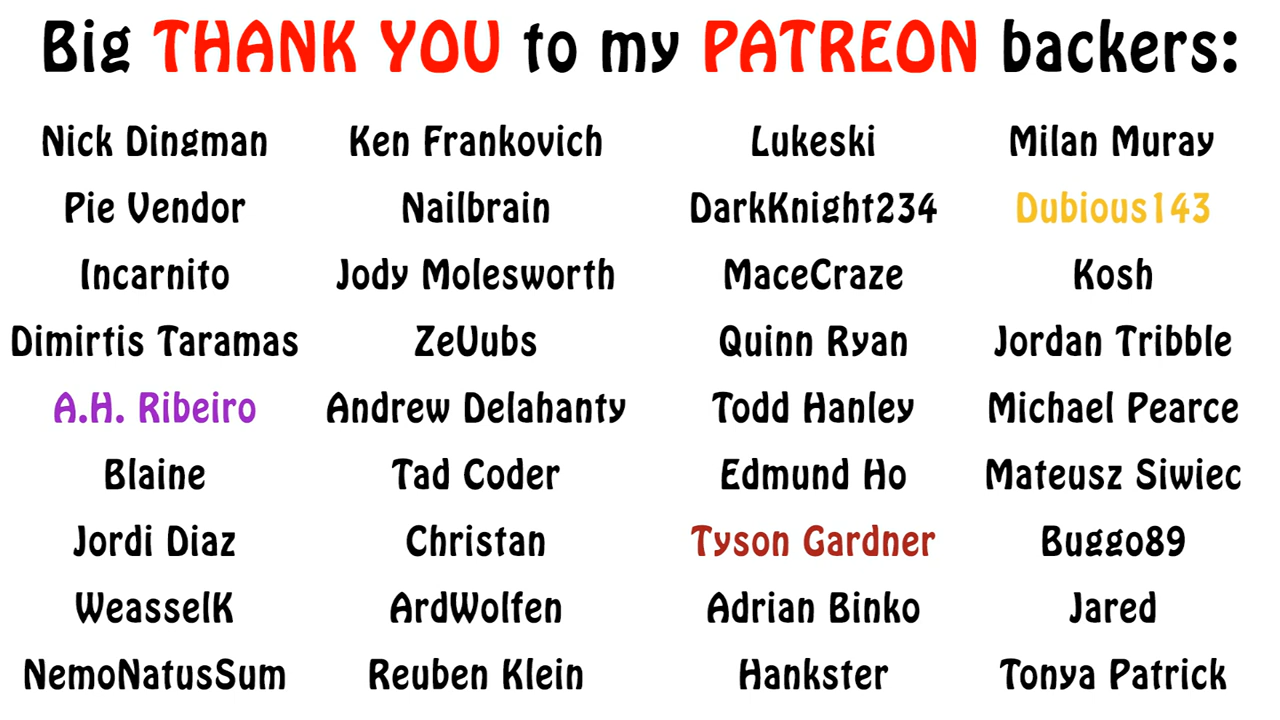 Big THANK YOU to my PATREON backers:
Nick Dingman Ken Frankovich Lukeski Milan Muray
Pie Vendor Nailbrain DarkKnight234 Dubious143
Incarnito Jody Molesworth MaceCraze Kosh
Dimirtis Taramas ZeVubs Quinn Ryan Jordan Tribble
A.H. Ribeiro Andrew Delahanty Todd Hanley Michael Pearce
Blaine Tad Coder Edmund Ho Mateusz Siwiec
Jordi Diaz Christan Tyson Gardner Buggo89
WeasselK ArdWolfen Adrian Binko Jared
NemoNatusSum Reuben Klein Hankster Tonya Patrick